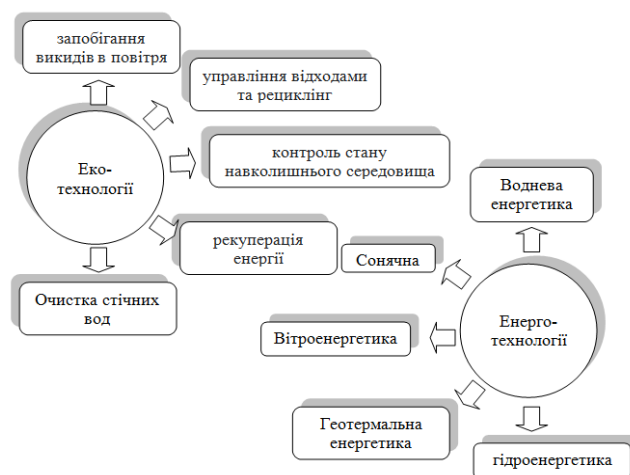 запобігання
викидів в повітря
управління відходами
та рециклінг
Еко-
технології
контроль стану
навколишнього середовища
Воднева
енергетика
рекуперація
енергії
Сонячна
Очистка стічних
вод
Енерго-
технології
Вітроенергетика
Геотермальна
енергетика
гідроенергетика